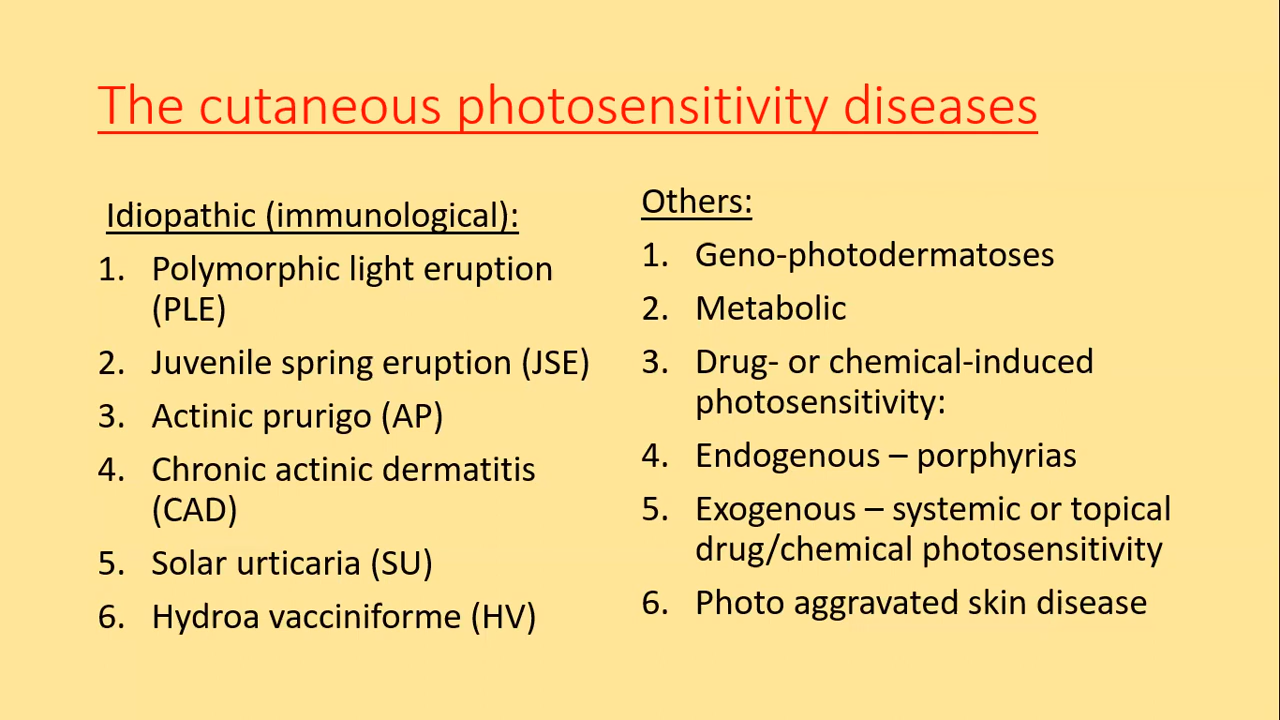 The cutaneous photosensitivity diseases
Idiopathic (immunological):
1. Polymorphic light eruption
(PLE)
2. Juvenile spring eruption (JSE)
3. Actinic prurigo (AP)
4. Chronic actinic dermatitis
(CAD)
5. Solar urticaria (SU)
6. Hydroa vacciniforme (HV)
Others:
1. Geno-photodermatoses
2. Metabolic
3. Drug- or chemical-induced
photosensitivity:
4. Endogenous – porphyrias
5. Exogenous – systemic or topical
drug/chemical photosensitivity
6. Photo aggravated skin disease